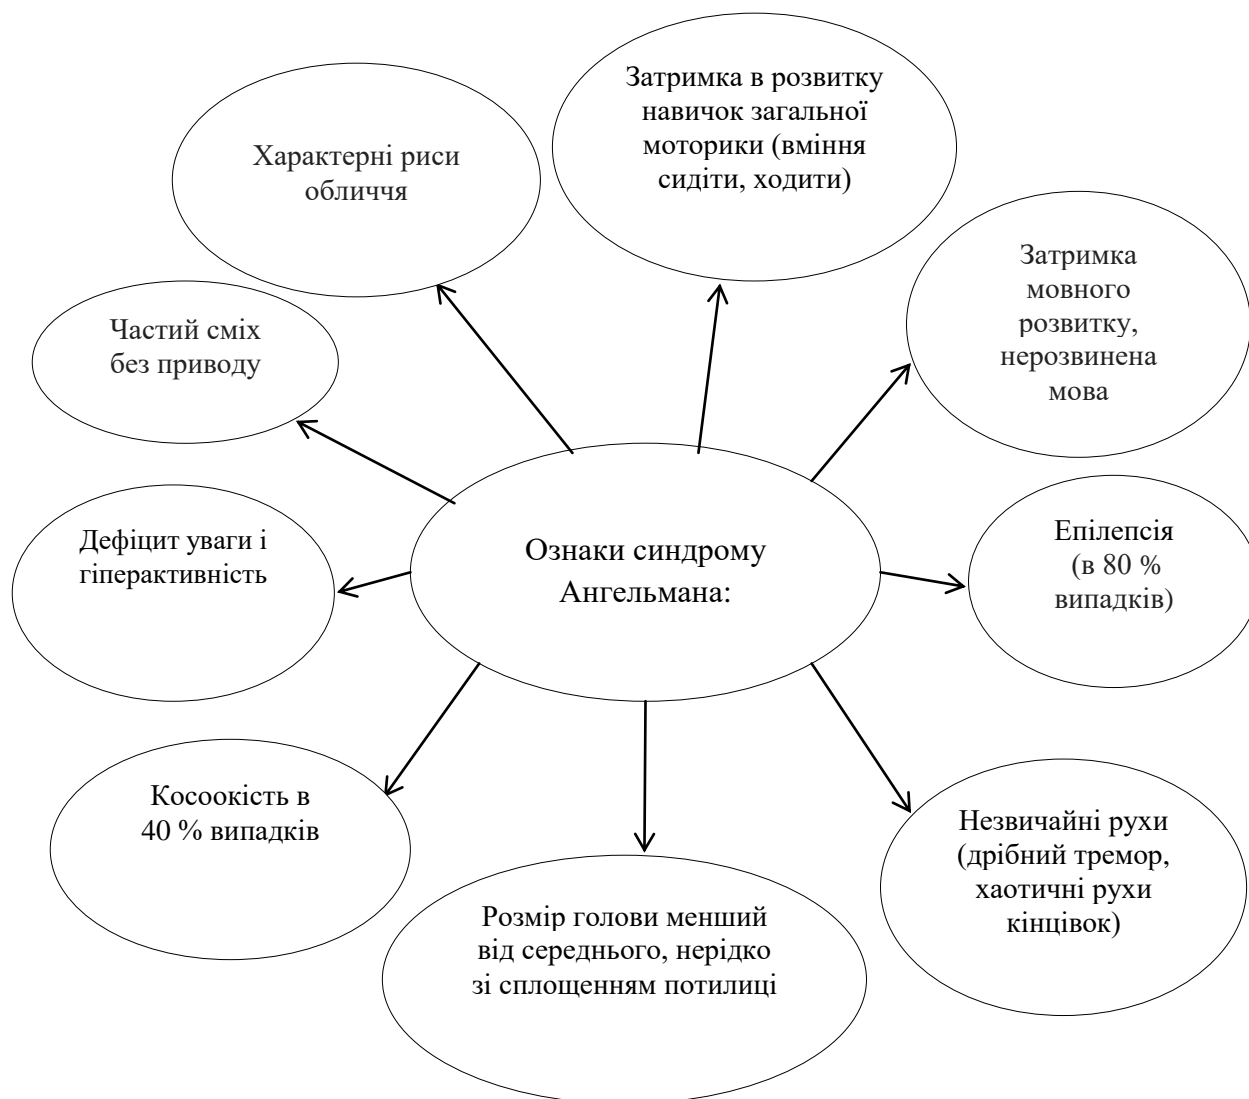 Затримка в розвитку
навичок загальної
моторики (вміння
сидіти, ходити)
Характерні риси
обличчя
Затримка
мовного
розвитку,
нерозвинена
мова
Частий сміх
без приводу
Дефіцит уваги і
гіперактивність
Ознаки синдрому
Ангельмана:
Епілепсія
(в 80 %
випадків)
Косоокість в
40 % випадків
Незвичайні рухи
(дрібний тремор,
хаотичні рухи
кінцівок)
Розмір голови менший
від середнього, нерідко
зі сплощенням потилиці